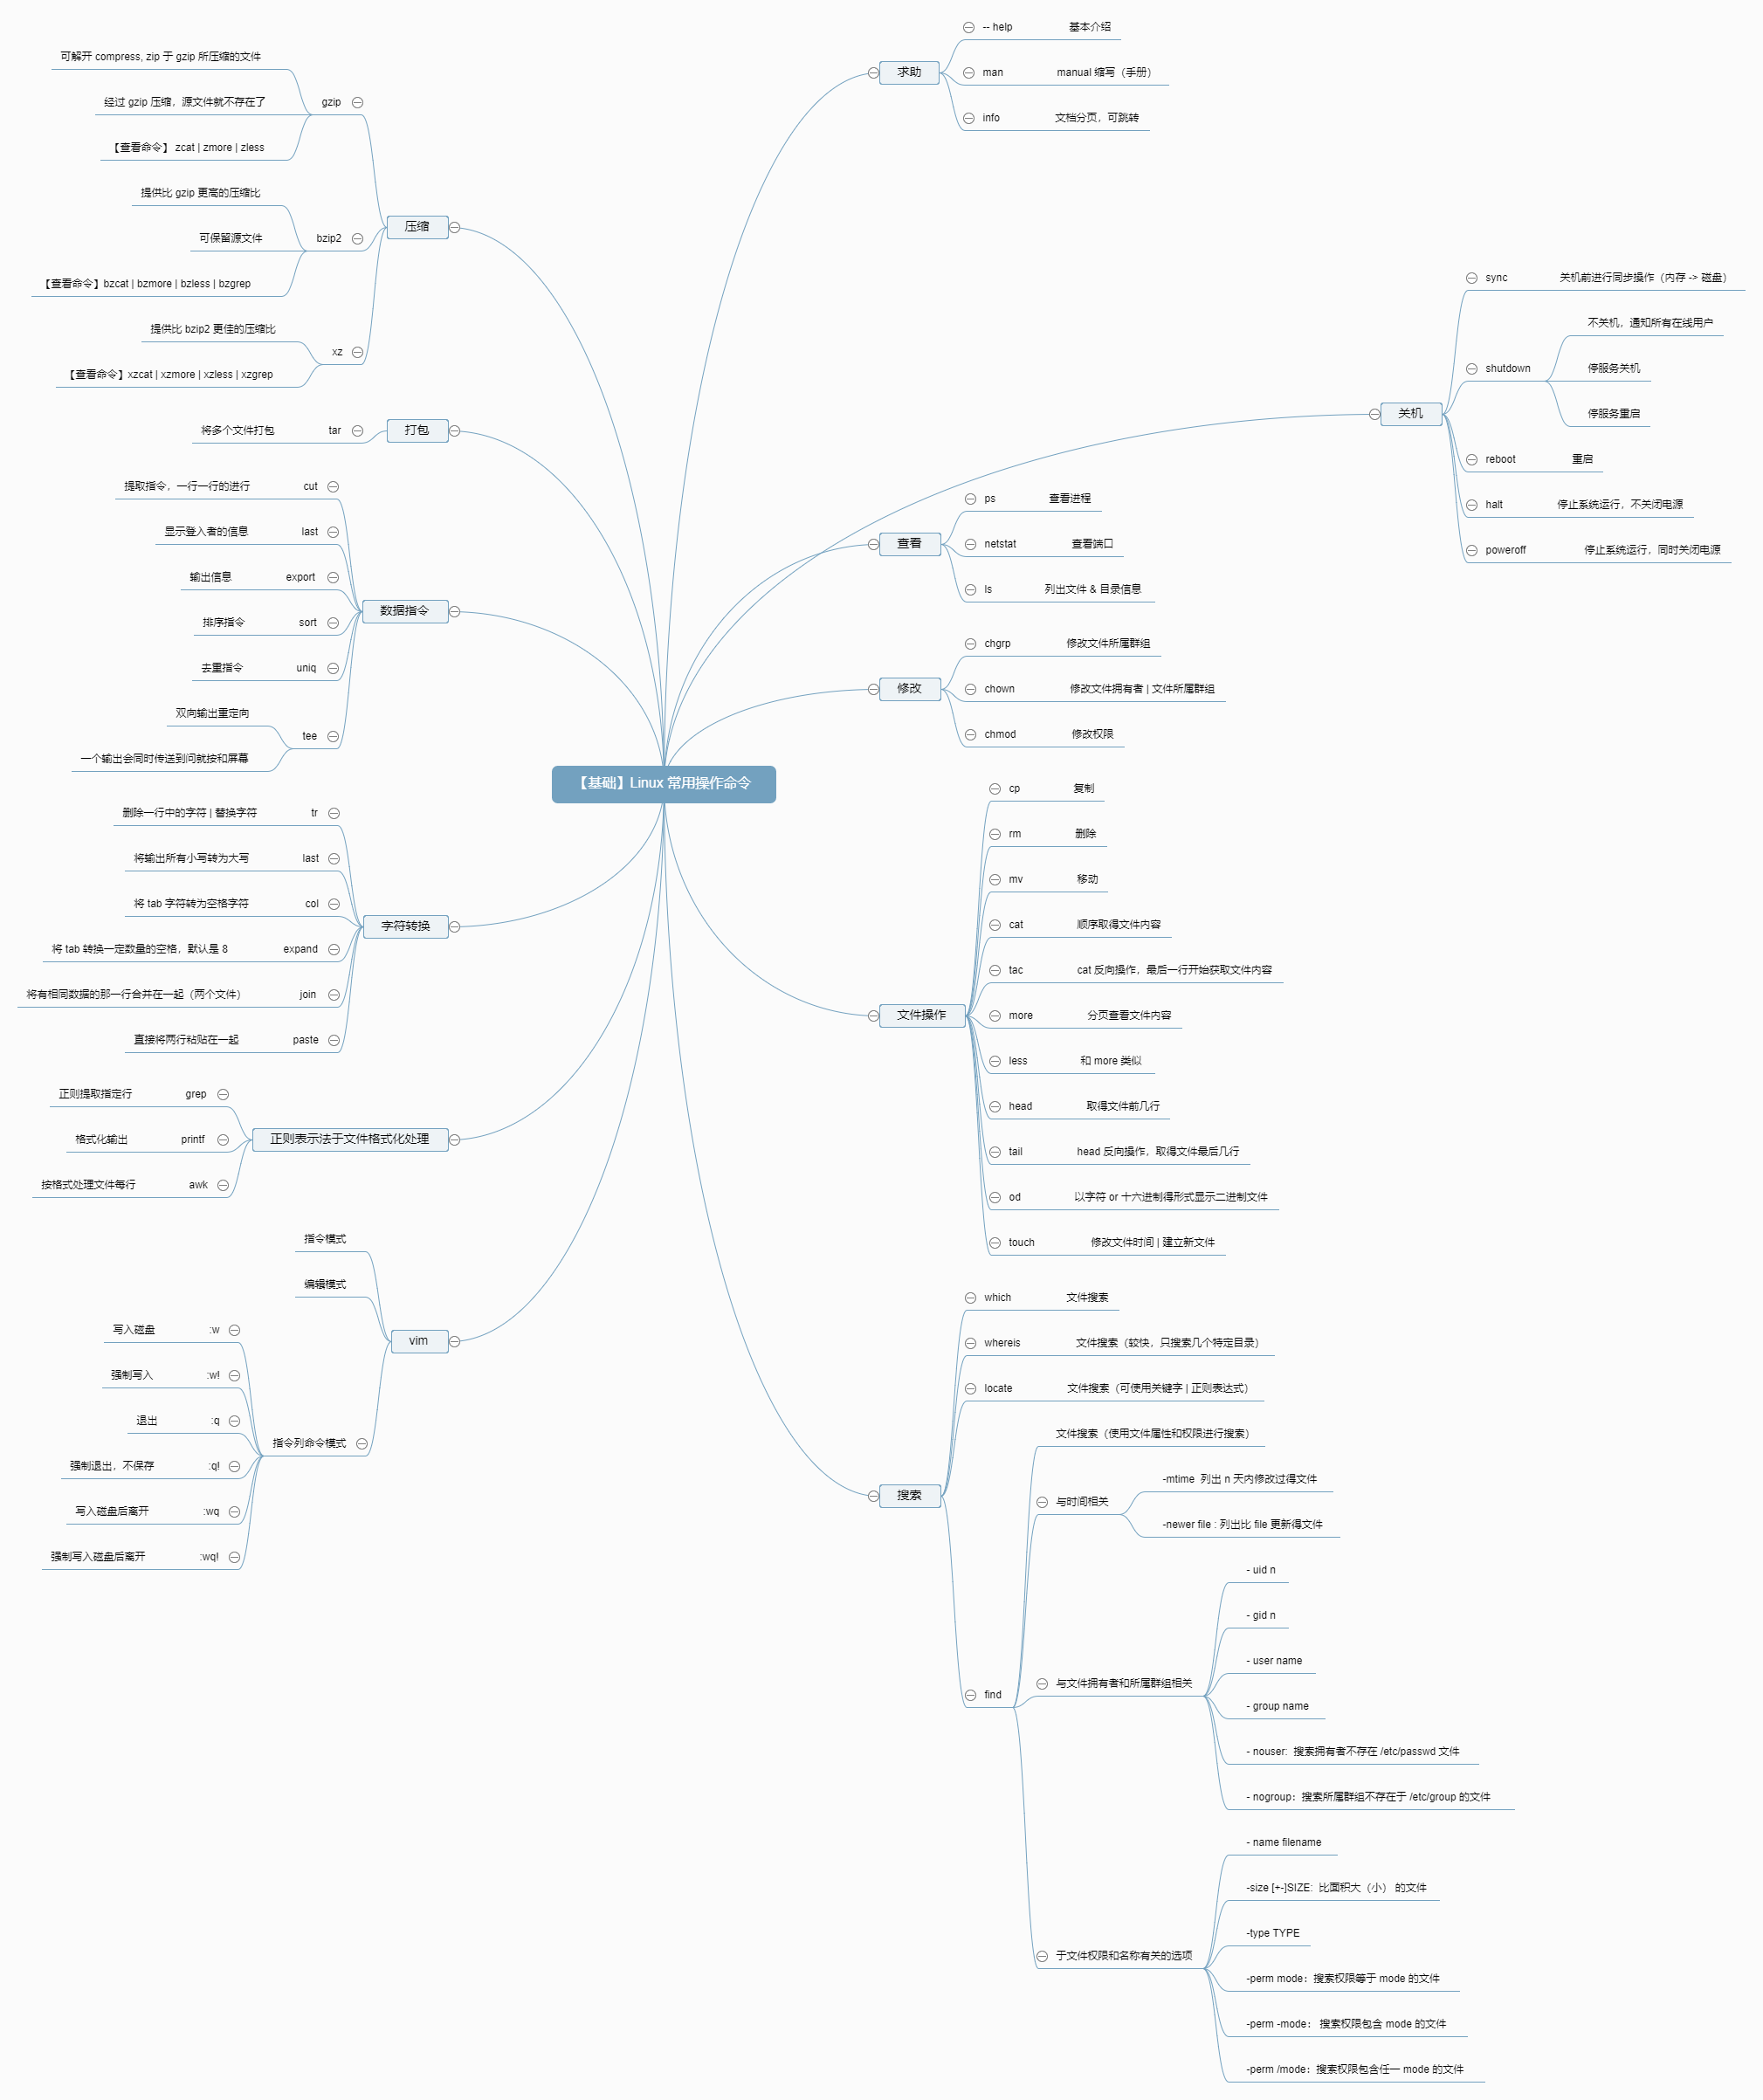 【基础】Linux 常用操作命令
求助
-- help 基本介绍
man manual 缩写（手册）
info 文档分页，可跳转
关机
sync 关机前进行同步操作（内存 -> 磁盘）
shutdown
不关机，通知所有在线用户
停服务关机
停服务重启
reboot 重启
halt 停止系统运行，不关闭电源
poweroff 停止系统运行，同时关闭电源
查看
ps 查看进程
netstat 查看端口
ls 列出文件 & 目录信息
修改
chgrp 修改文件所属群组
chown 修改文件拥有者 | 文件所属群组
chmod 修改权限
文件操作
cp 复制
rm 删除
mv 移动
cat 顺序取得文件内容
tac cat 反向操作，最后一行开始获取文件内容
more 分页查看文件内容
less 和 more 类似
head 取得文件前几行
tail head 反向操作，取得文件最后几行
od 以字符 or 十六进制得形式显示二进制文件
touch 修改文件时间 | 建立新文件
搜索
which 文件搜索
whereis 文件搜索（较快，只搜索几个特定目录）
locate 文件搜索（可使用关键字 | 正则表达式）
find
文件搜索（使用文件属性和权限进行搜索）
与时间相关
-mtime 列出 n 天内修改过得文件
-newer file : 列出比 file 更新得文件
与文件拥有者和所属群组相关
- uid n
- gid n
- user name
- group name
- nouser: 搜索拥有者不存在 /etc/passwd 文件
- nogroup：搜索所属群组不存在于 /etc/group 的文件
于文件权限和名称有关的选项
- name filename
-size [+-]SIZE: 比面积大（小） 的文件
-type TYPE
-perm mode：搜索权限等于 mode 的文件
-perm -mode： 搜索权限包含 mode 的文件
-perm /mode：搜索权限包含任一 mode 的文件
压缩
gzip
可解开 compress, zip 于 gzip 所压缩的文件
经过 gzip 压缩，源文件就不存在了
【查看命令】 zcat | zmore | zless
bzip2
提供比 gzip 更高的压缩比
可保留源文件
【查看命令】bzcat | bzmore | bzless | bzgrep
xz
提供比 bzip2 更佳的压缩比
【查看命令】xzcat | xzmore | xzless | xzgrep
打包
将多个文件打包 tar
数据指令
提取指令，一行一行的进行 cut
显示登入者的信息 last
输出信息 export
排序指令 sort
去重指令 uniq
tee
双向输出重定向
一个输出会同时传送到问就按和屏幕
字符转换
删除一行中的字符 | 替换字符 tr
将输出所有小写转为大写 last
将 tab 字符转为空格字符 col
将 tab 转换一定数量的空格，默认是 8 expand
将有相同数据的那一行合并在一起（两个文件） join
直接将两行粘贴在一起 paste
正则表示法于文件格式化处理
正则提取指定行 grep
格式化输出 printf
按格式处理文件每行 awk
vim
指令模式
编辑模式
指令列命令模式
写入磁盘 :w
强制写入 :w!
退出 :q
强制退出，不保存 :q!
写入磁盘后离开 :wq
强制写入磁盘后离开 :wq!